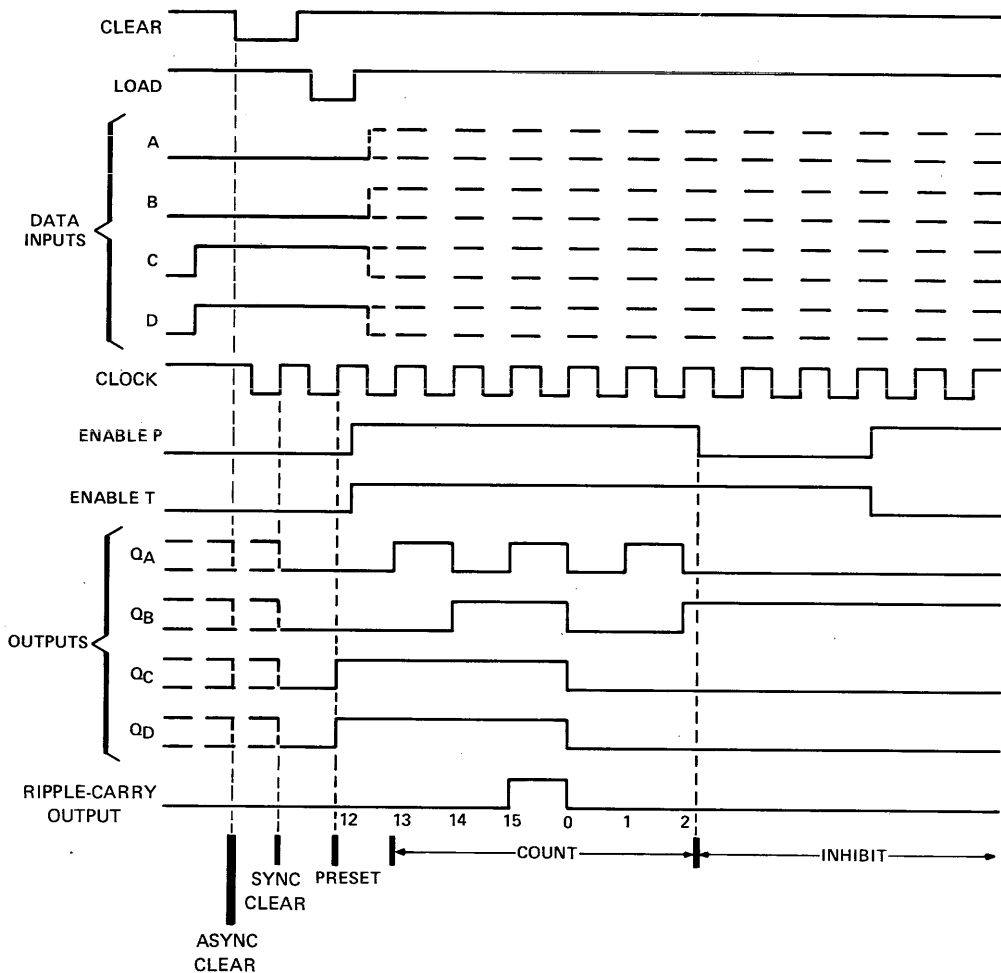 CLEAR
LOAD
A
B
DATA
INPUTS
C
D
CLOCK
ENABLE P
ENABLE T
QA
QB
OUTPUTS
QC
QD
RIPPLE-CARRY
OUTPUT
12 13 14 15 0 1 2
COUNT
INHIBIT
SYNC PRESET
CLEAR
ASYNC
CLEAR